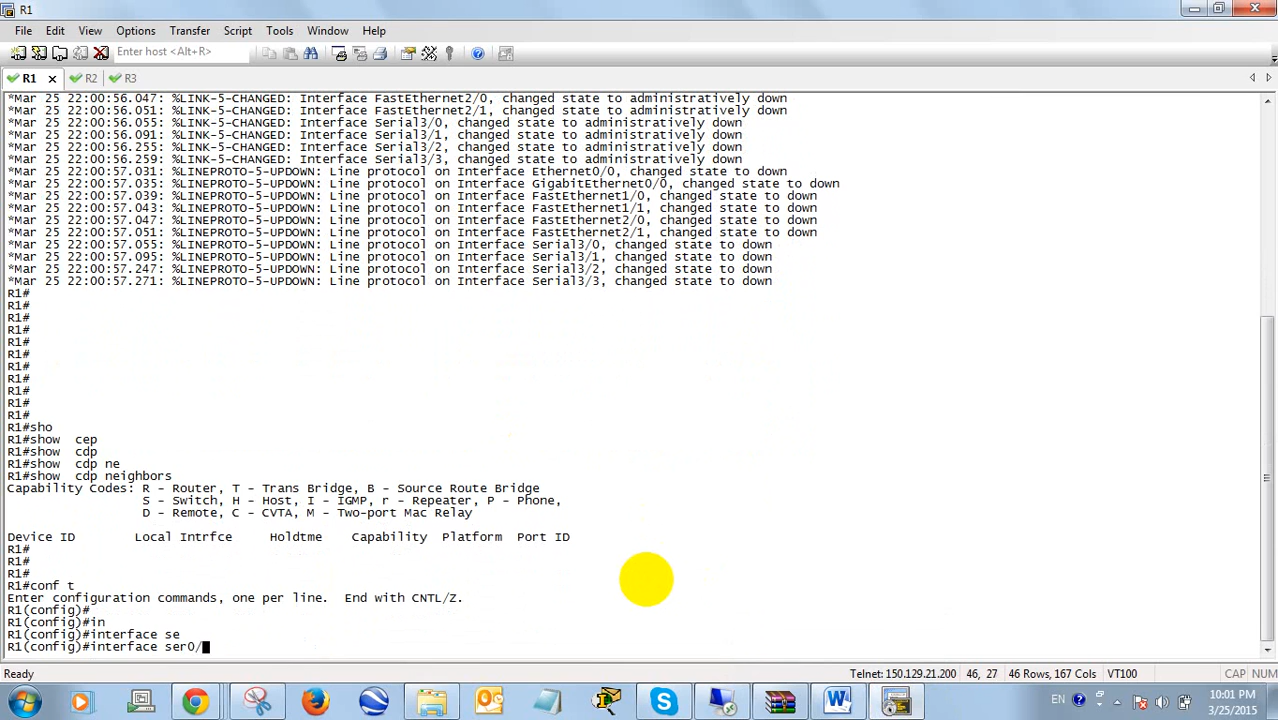 R1
File Edit View Options Transfer Script Tools Window Help
Enter host <Alt+R>
R1 R2 R3
*Mar 25 22:00:56.047: %LINK-5-CHANGED: Interface FastEthernet2/0, changed state to administratively down
*Mar 25 22:00:56.051: %LINK-5-CHANGED: Interface FastEthernet2/1, changed state to administratively down
*Mar 25 22:00:56.055: %LINK-5-CHANGED: Interface Serial3/0, changed state to administratively down
*Mar 25 22:00:56.091: %LINK-5-CHANGED: Interface Serial3/1, changed state to administratively down
*Mar 25 22:00:56.255: %LINK-5-CHANGED: Interface Serial3/2, changed state to administratively down
*Mar 25 22:00:56.259: %LINK-5-CHANGED: Interface Serial3/3, changed state to administratively down
*Mar 25 22:00:57.031: %LINEPROTO-5-UPDOWN: Line protocol on Interface Ethernet0/0, changed state to down
*Mar 25 22:00:57.035: %LINEPROTO-5-UPDOWN: Line protocol on Interface GigabitEthernet0/0, changed state to down
*Mar 25 22:00:57.039: %LINEPROTO-5-UPDOWN: Line protocol on Interface FastEthernet1/0, changed state to down
*Mar 25 22:00:57.043: %LINEPROTO-5-UPDOWN: Line protocol on Interface FastEthernet1/1, changed state to down
*Mar 25 22:00:57.047: %LINEPROTO-5-UPDOWN: Line protocol on Interface FastEthernet2/0, changed state to down
*Mar 25 22:00:57.051: %LINEPROTO-5-UPDOWN: Line protocol on Interface FastEthernet2/1, changed state to down
*Mar 25 22:00:57.055: %LINEPROTO-5-UPDOWN: Line protocol on Interface Serial3/0, changed state to down
*Mar 25 22:00:57.095: %LINEPROTO-5-UPDOWN: Line protocol on Interface Serial3/1, changed state to down
*Mar 25 22:00:57.247: %LINEPROTO-5-UPDOWN: Line protocol on Interface Serial3/2, changed state to down
*Mar 25 22:00:57.271: %LINEPROTO-5-UPDOWN: Line protocol on Interface Serial3/3, changed state to down
R1#
R1#
R1#
R1#
R1#
R1#
R1#
R1#
R1#
R1#
R1#
R1#sho
R1#show cep
R1#show cdp
R1#show cdp ne
R1#show cdp neighbors
Capability Codes: R - Router, T - Trans Bridge, B - Source Route Bridge
S - Switch, H - Host, I - IGMP, r - Repeater, P - Phone,
D - Remote, C - CVTA, M - Two-port Mac Relay
Device ID Local Intrfce Holdtme Capability Platform Port ID
R1#
R1#
R1#
R1#conf t
Enter configuration commands, one per line. End with CNTL/Z.
R1(config)#
R1(config)#in
R1(config)#interface se
R1(config)#interface ser0/
Ready Telnet: 150.129.21.200 46, 27 46 Rows, 167 Cols VT100 CAP NUM
EN 10:01 PM
3/25/2015